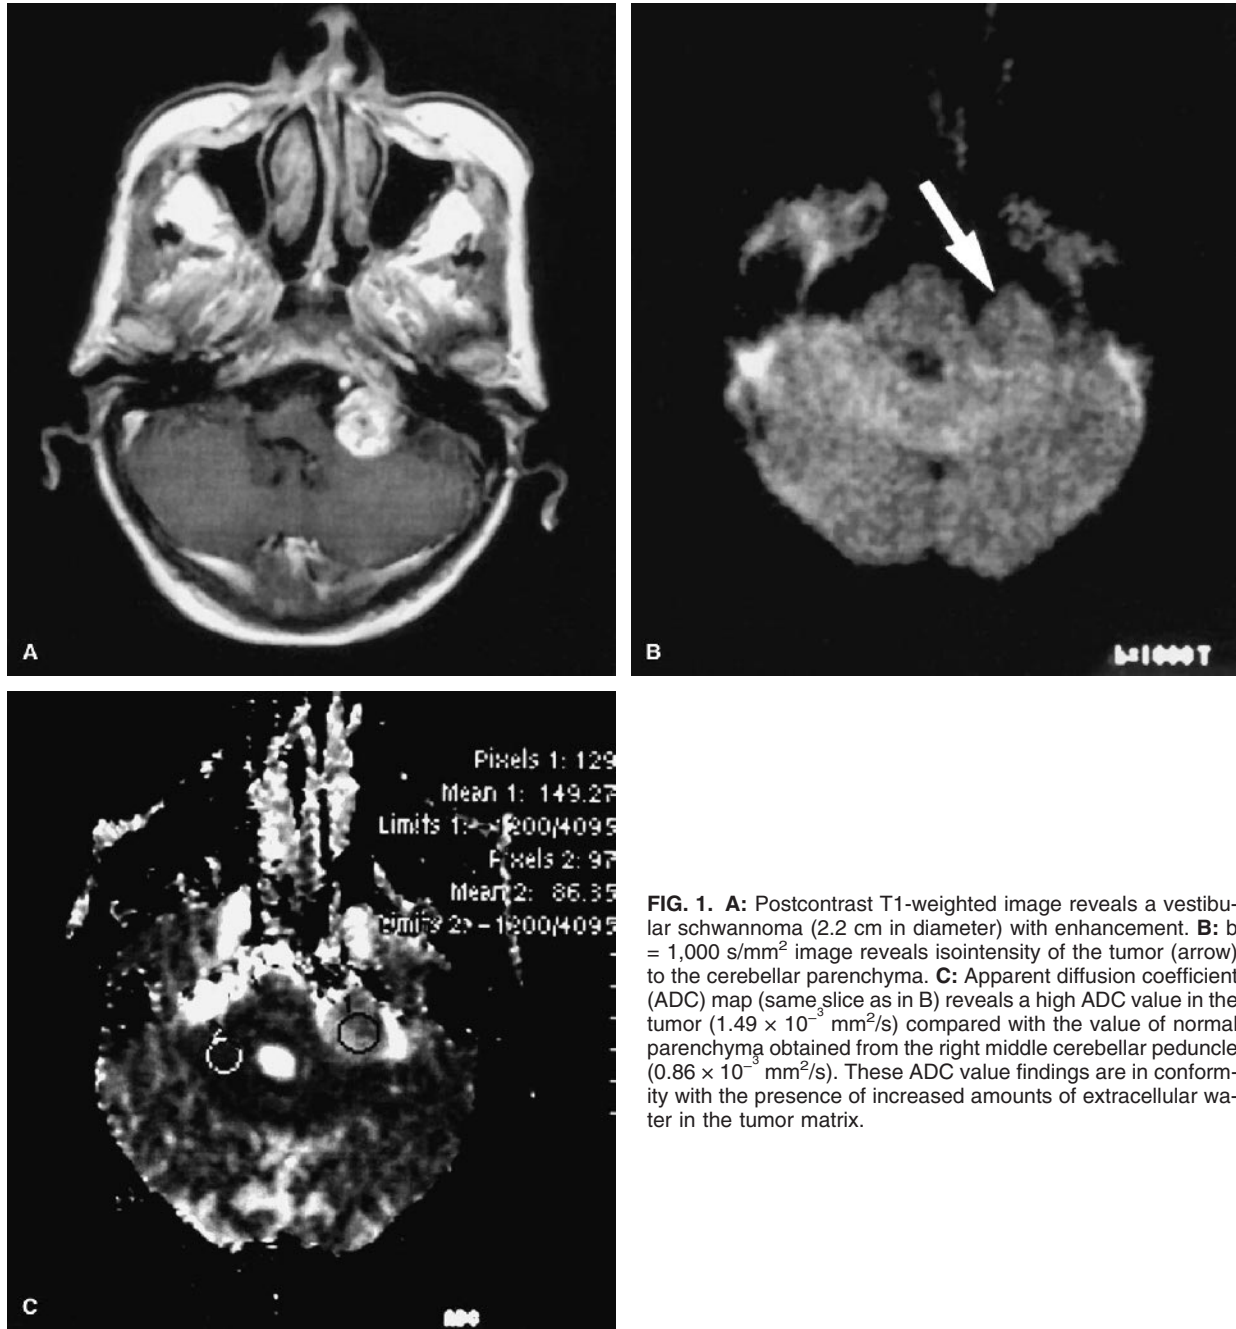 A
B
b=1000 T
Pixels 1: 129
Mean 1: 149.27
Limits 1: -1200/4095
Pixels 2: 97
Mean 2: 86.35
Limits 2: -1200/4095
C
ADC
FIG. 1. A: Postcontrast T1-weighted image reveals a vestibu-
lar schwannoma (2.2 cm in diameter) with enhancement. B: b
= 1,000 s/mm² image reveals isointensity of the tumor (arrow)
to the cerebellar parenchyma. C: Apparent diffusion coefficient
(ADC) map (same slice as in B) reveals a high ADC value in the
tumor (1.49 × 10⁻³ mm²/s) compared with the value of normal
parenchyma obtained from the right middle cerebellar peduncle
(0.86 × 10⁻³ mm²/s). These ADC value findings are in conform-
ity with the presence of increased amounts of extracellular wa-
ter in the tumor matrix.